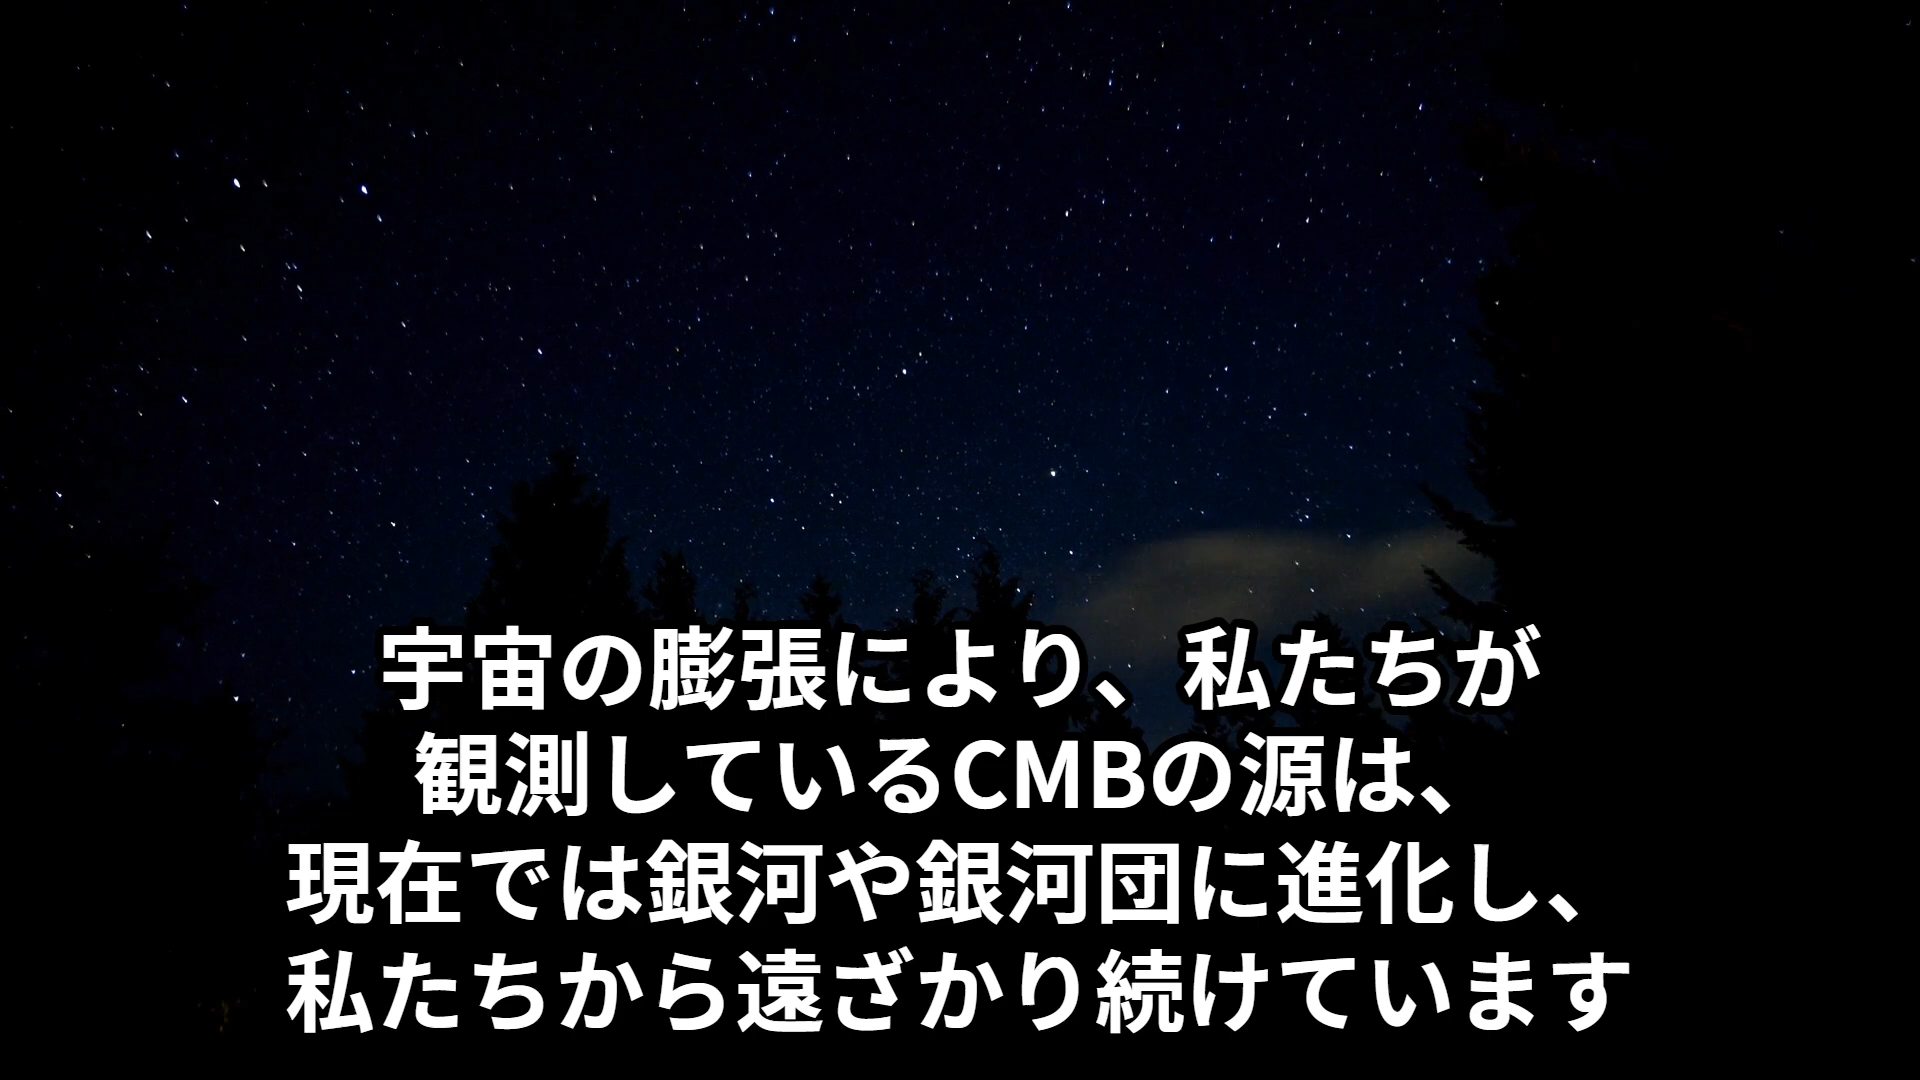 宇宙の膨張により、私たちが
観測しているCMBの源は、
現在では銀河や銀河団に進化し、
私たちから遠ざかり続けています